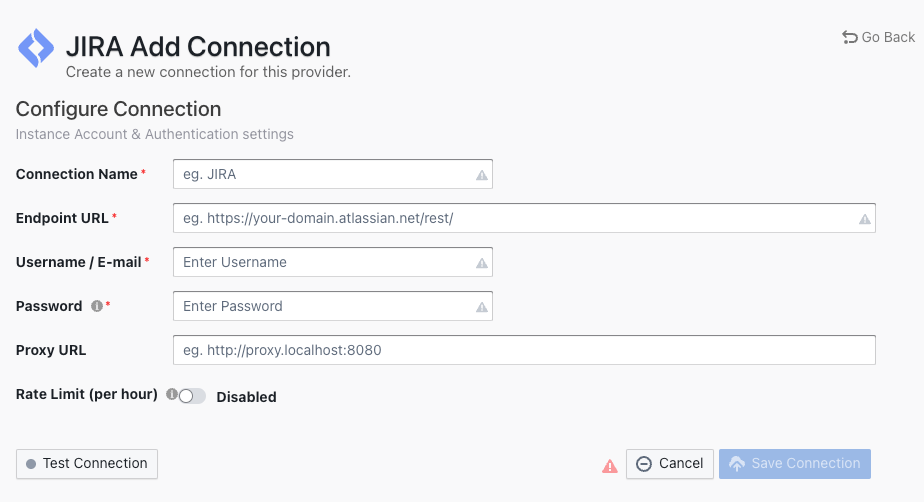 JIRA Add Connection
Go Back
Create a new connection for this provider.
Configure Connection
Instance Account & Authentication settings
Connection Name* eg. JIRA
Endpoint URL* eg. https://your-domain.atlassian.net/rest/
Username / E-mail* Enter Username
Password * Enter Password
Proxy URL eg. http://proxy.localhost:8080
Rate Limit (per hour) Disabled
Test Connection Cancel Save Connection